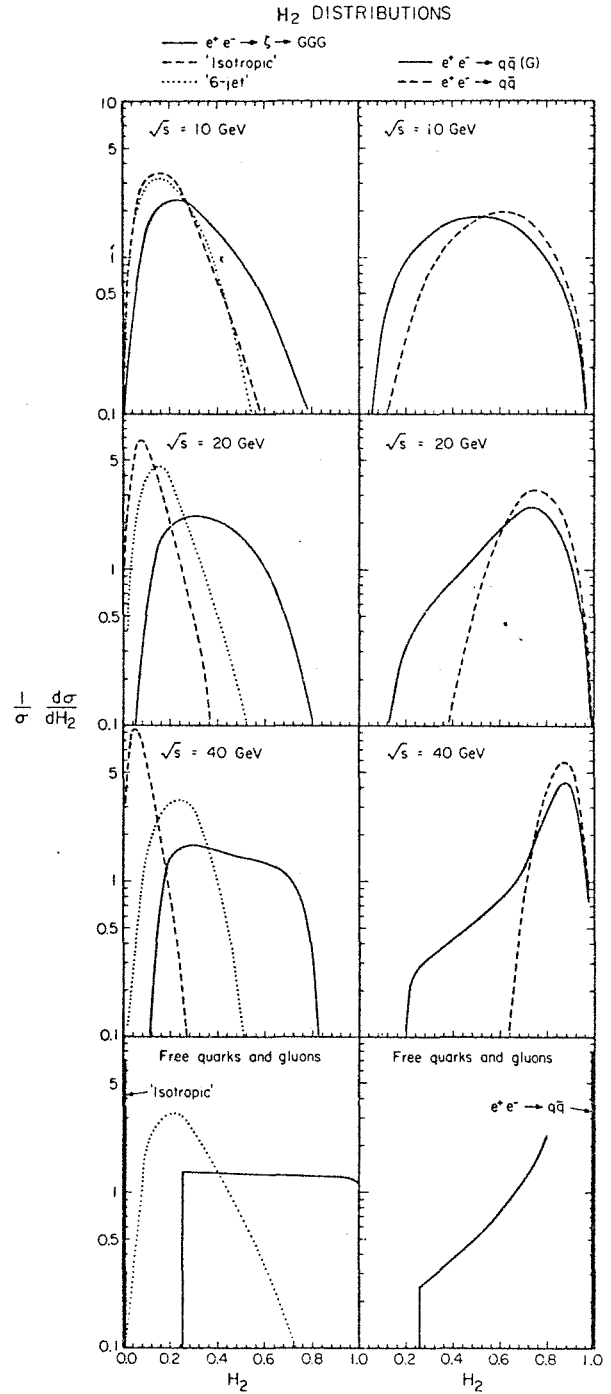 H₂ DISTRIBUTIONS
e⁺ e⁻ → ζ → GGG
'Isotropic'
'6-jet'
e⁺ e⁻ → qq̄ (G)
e⁺ e⁻ → qq̄
√s = 10 GeV
√s = 10 GeV
10
5
1
0.5
0.1
√s = 20 GeV
√s = 20 GeV
5
1
0.5
0.1
1/σ dσ/dH₂
√s = 40 GeV
√s = 40 GeV
5
1
0.5
0.1
Free quarks and gluons
Free quarks and gluons
'Isotropic'
e⁺ e⁻ → qq̄
5
1
0.5
0.1
0.0 0.2 0.4 0.6 0.8 1.0
0.2 0.4 0.6 0.8 1.0
H₂
H₂